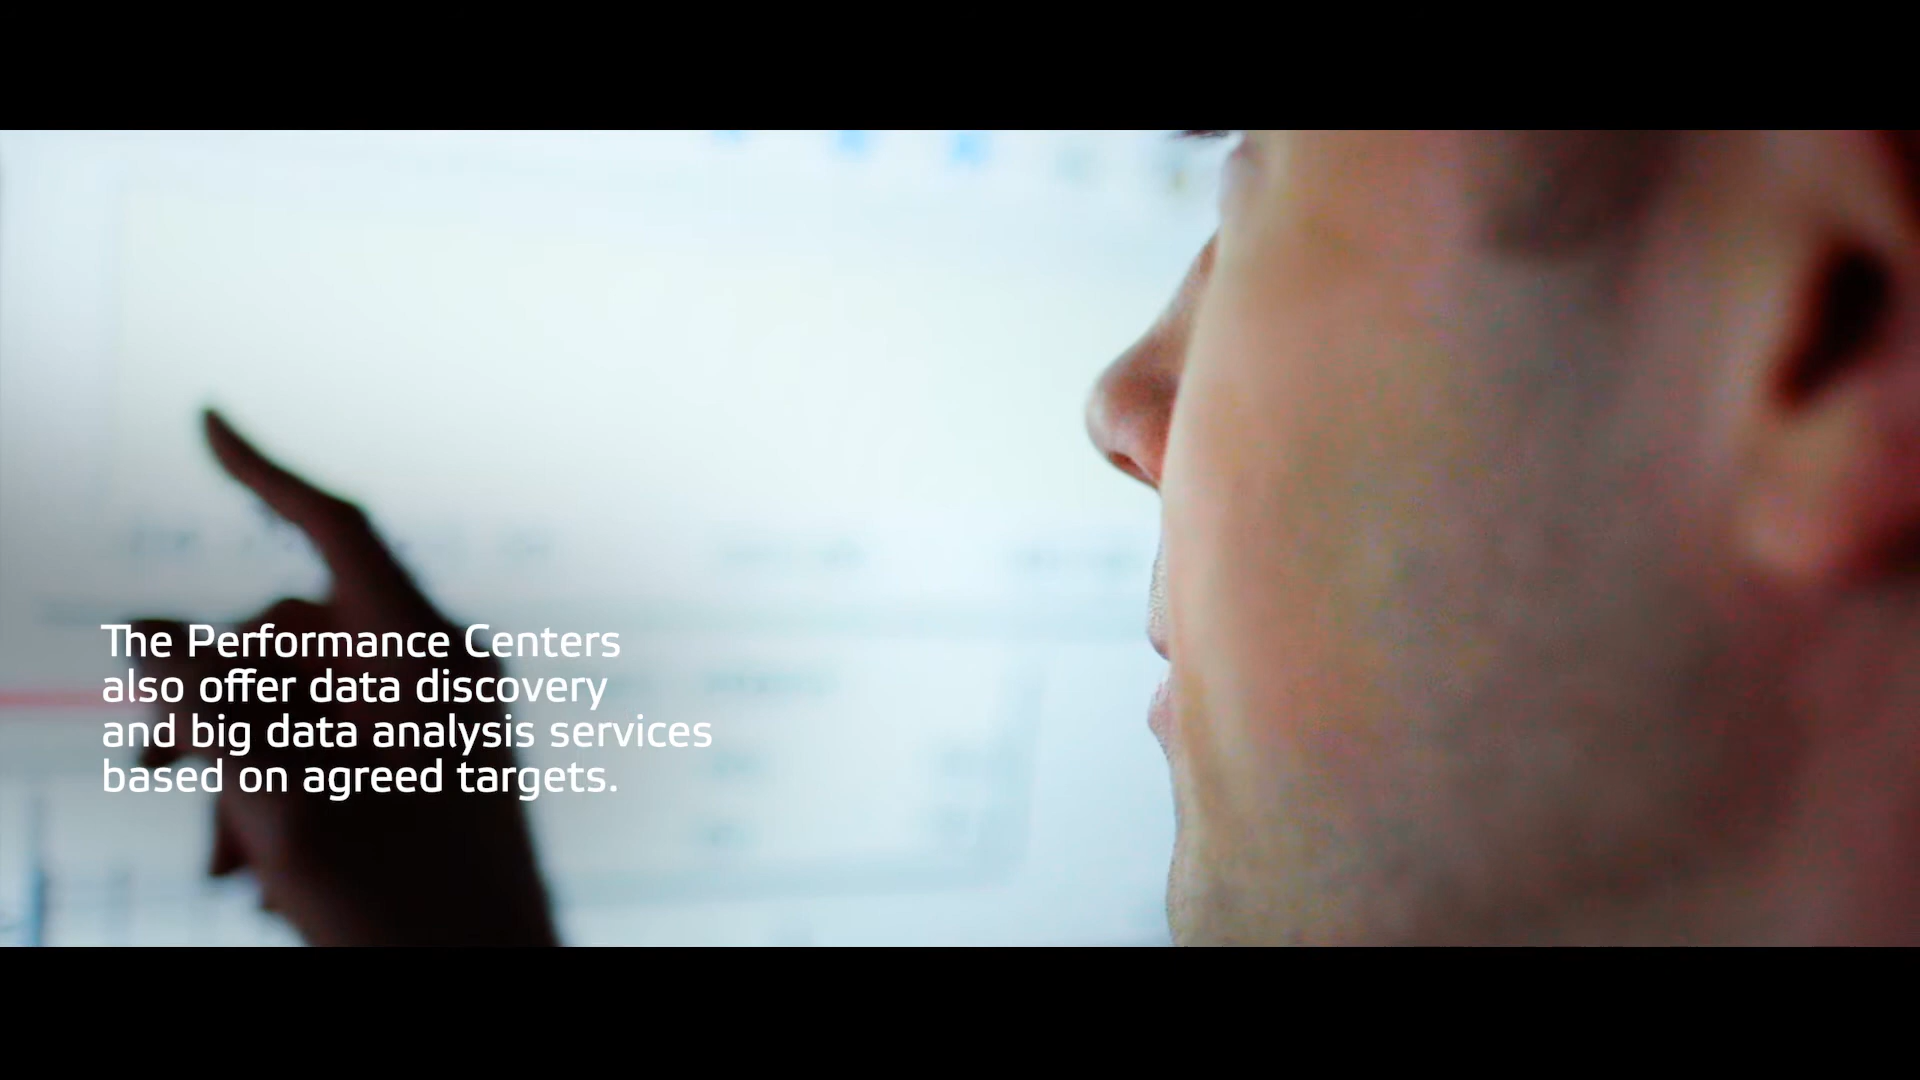 The Performance Centers
also offer data discovery
and big data analysis services
based on agreed targets.